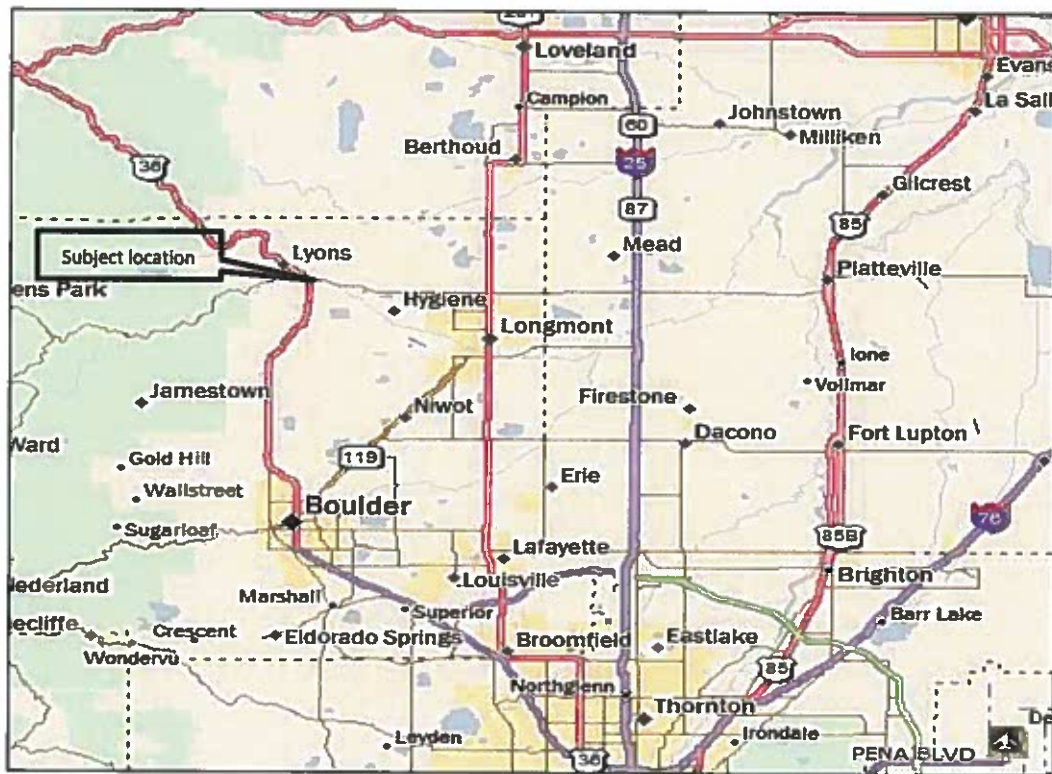 Loveland
Evans
Campion
La Sall
Johnstown
60
Milliken
Berthoud
36
25
Gilcrest
87
85
Mead
Subject location
Lyons
Platteville
ens Park
Hygiene
Longmont
Ione
Vollmar
Jamestown
Firestone
Niwot
Ward
Dacono
Fort Lupton
119
Gold Hill
Erie
Wallstreet
Boulder
76
Sugarloaf
85B
Lafayette
Brighton
Nederland
Louisville
Marshall
Superior
Barr Lake
ecliffe
Crescent
Eldorado Springs
Broomfield
Eastlake
Wondervu
85
Northglenn
Thornton
De
Leyden
Irondale
36
PENA BLVD